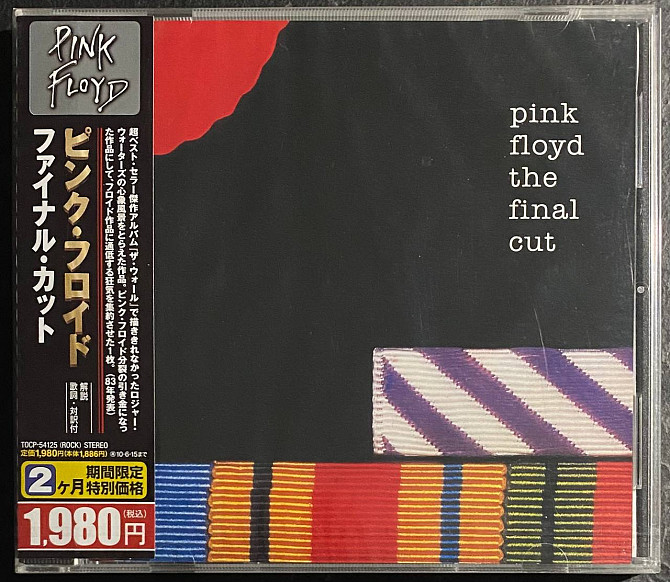 PINK
FLOYD
ピンク・フロイド
ファイナル・カット
超ベスト・セラー傑作アルバム「ザ・ウォール」で描ききれなかったロジャー・
ウォーターズの心象風景をとらえた作品。ピンク・フロイド分裂の引き金になっ
た作品にして、フロイド作品に通低する狂気を集約させた1枚。(83年発表)
解説
歌詞・対訳付
TOCP-54125 (ROCK) STEREO
定価1,980円(本体1,886円) Ⓡ10・6・15まで
2
ヶ月
期間限定
特別価格
1,980円
(税込)
pink
floyd
the
final
cut